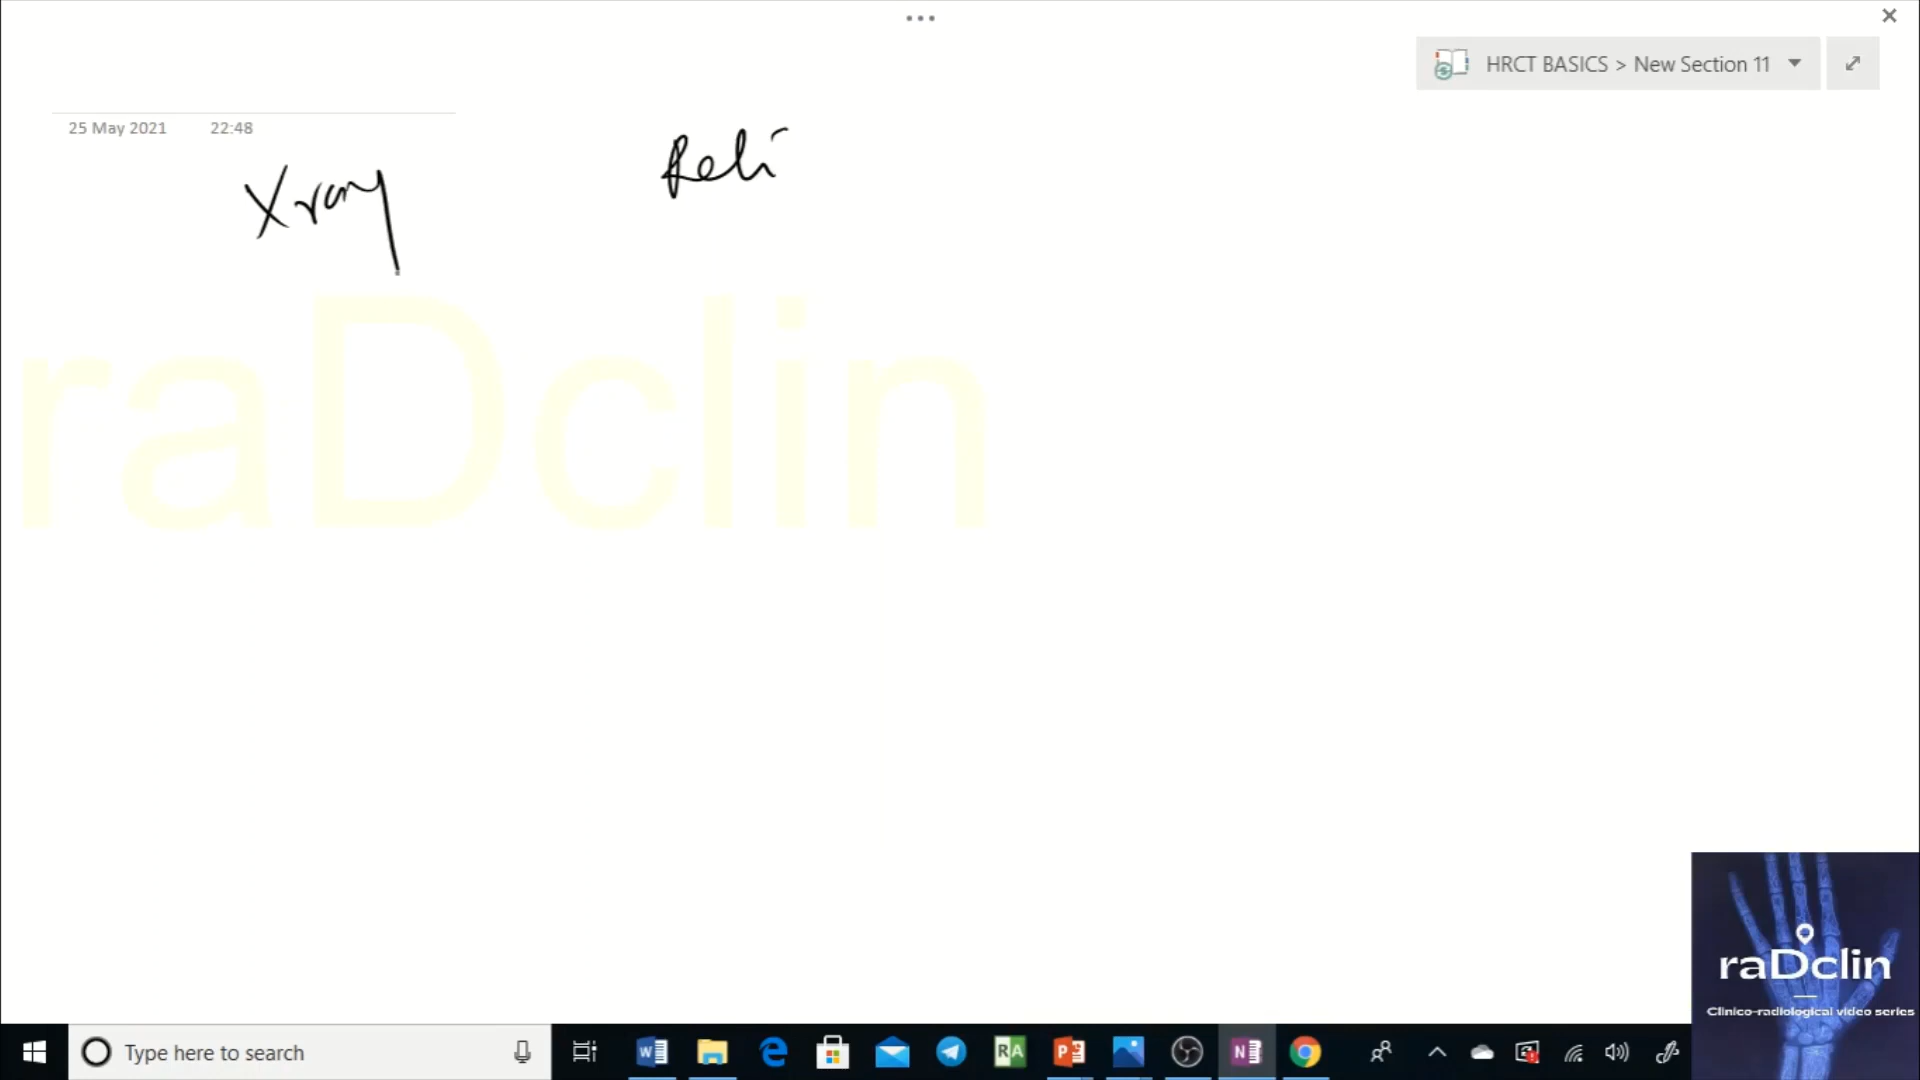 HRCT BASICS > New Section 11
25 May 2021 22:48
Xray
Reti
raDclin
raDclin
Clinico-radiological video series
Type here to search